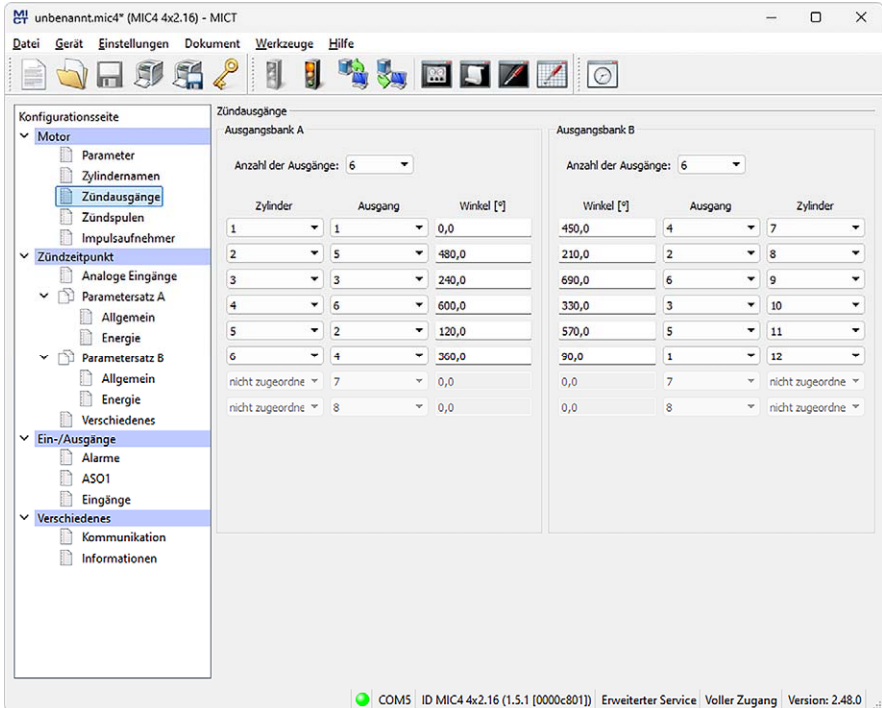 MICT unbenannt.mic4* (MIC4 4x2.16) - MICT
Datei Gerät Einstellungen Dokument Werkzeuge Hilfe
Konfigurationsseite
Motor
Parameter
Zylindernamen
Zündausgänge
Zündspulen
Impulsaufnehmer
Zündzeitpunkt
Analoge Eingänge
Parametersatz A
Allgemein
Energie
Parametersatz B
Allgemein
Energie
Verschiedenes
Ein-/Ausgänge
Alarme
ASO1
Eingänge
Verschiedenes
Kommunikation
Informationen
Zündausgänge
Ausgangsbank A
Anzahl der Ausgänge: 6
Zylinder Ausgang Winkel [°]
1 1 0,0
2 5 480,0
3 3 240,0
4 6 600,0
5 2 120,0
6 4 360,0
nicht zugeordne 7 0,0
nicht zugeordne 8 0,0
Ausgangsbank B
Anzahl der Ausgänge: 6
Winkel [°] Ausgang Zylinder
450,0 4 7
210,0 2 8
690,0 6 9
330,0 3 10
570,0 5 11
90,0 1 12
0,0 7 nicht zugeordne
0,0 8 nicht zugeordne
COM5 ID MIC4 4x2.16 (1.5.1 [0000c801]) Erweiterter Service Voller Zugang Version: 2.48.0